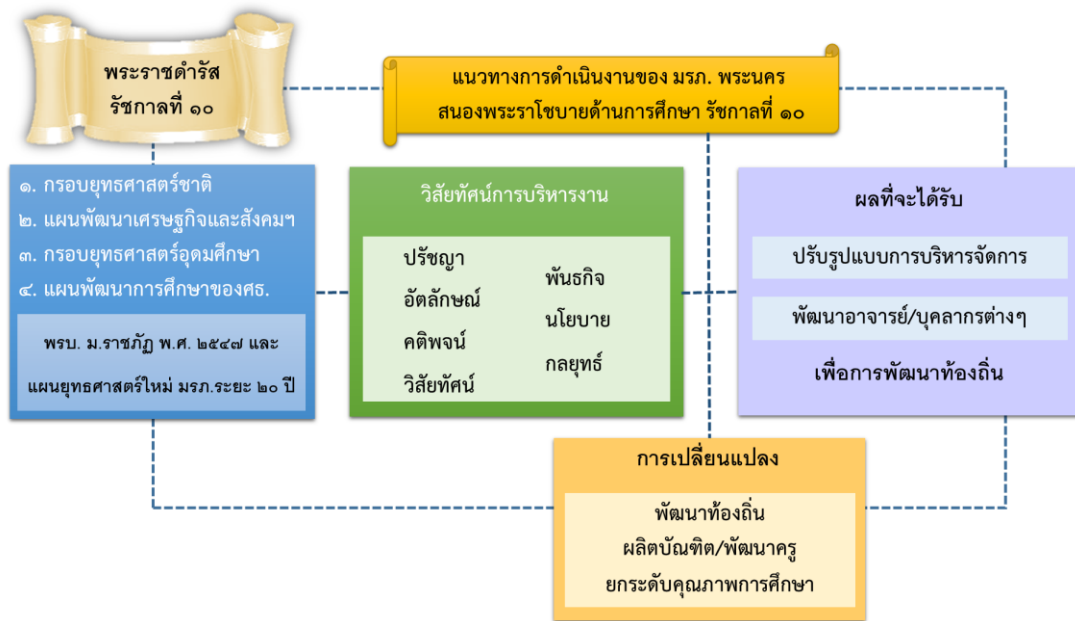 พระราชดำรัส
รัชกาลที่ ๑๐
แนวทางการดำเนินงานของ มรภ. พระนคร
สนองพระราโชบายด้านการศึกษา รัชกาลที่ ๑๐
๑. กรอบยุทธศาสตร์ชาติ
๒. แผนพัฒนาเศรษฐกิจและสังคมฯ
๓. กรอบยุทธศาสตร์อุดมศึกษา
๔. แผนพัฒนาการศึกษาของศธ.
พรบ. ม.ราชภัฏ พ.ศ. ๒๕๔๗ และ
แผนยุทธศาสตร์ใหม่ มรภ.ระยะ ๒๐ ปี
วิสัยทัศน์การบริหารงาน
ปรัชญา
อัตลักษณ์
คติพจน์
วิสัยทัศน์
พันธกิจ
นโยบาย
กลยุทธ์
ผลที่จะได้รับ
ปรับรูปแบบการบริหารจัดการ
พัฒนาอาจารย์/บุคลากรต่างๆ
เพื่อการพัฒนาท้องถิ่น
การเปลี่ยนแปลง
พัฒนาท้องถิ่น
ผลิตบัณฑิต/พัฒนาครู
ยกระดับคุณภาพการศึกษา